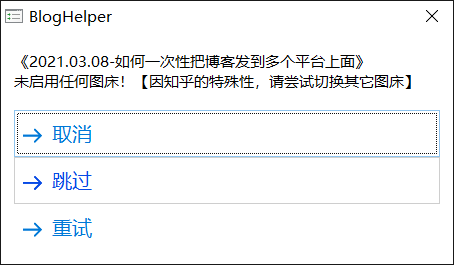 BlogHelper
《2021.03.08-如何一次性把博客发到多个平台上面》
未启用任何图床！【因知乎的特殊性，请尝试切换其它图床】
取消
跳过
重试